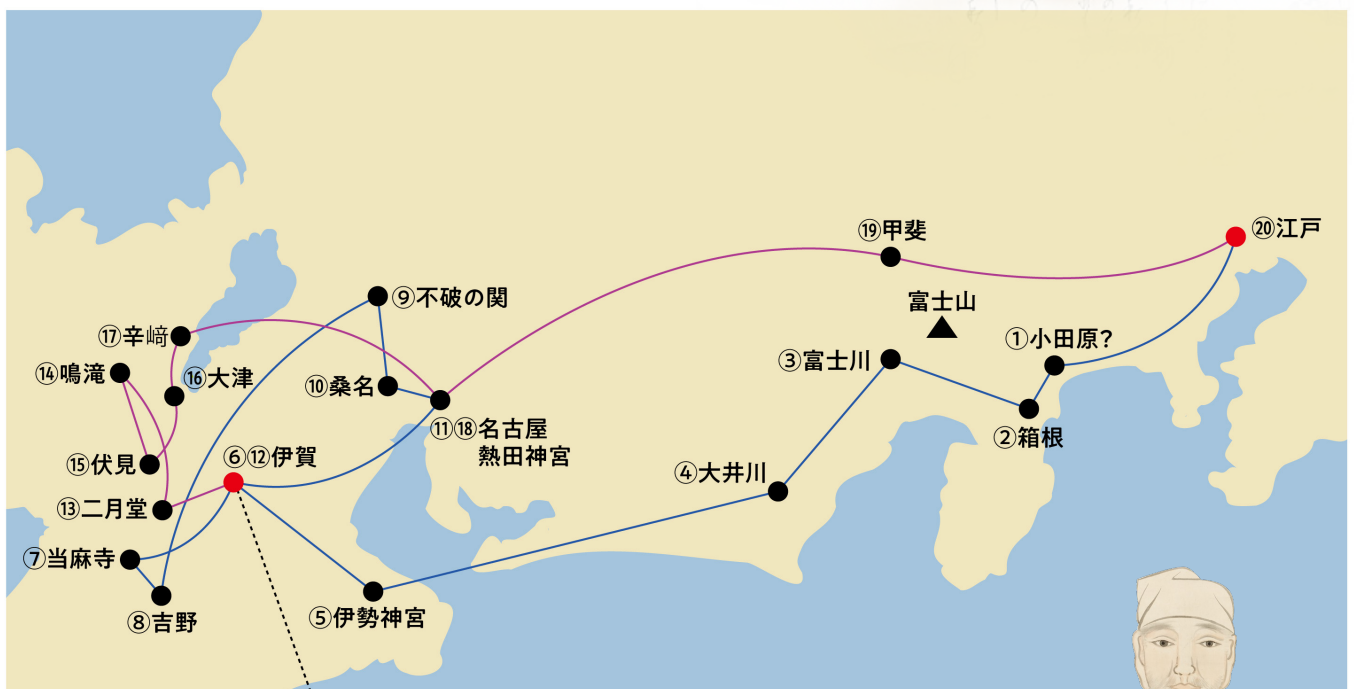 ⑳江戸
⑲甲斐
富士山
⑨不破の関
①小田原?
⑰辛﨑
③富士川
⑭鳴滝
⑯大津
⑩桑名
⑪⑱名古屋
熱田神宮
②箱根
⑥⑫伊賀
⑮伏見
④大井川
⑬二月堂
⑦当麻寺
⑤伊勢神宮
⑧吉野